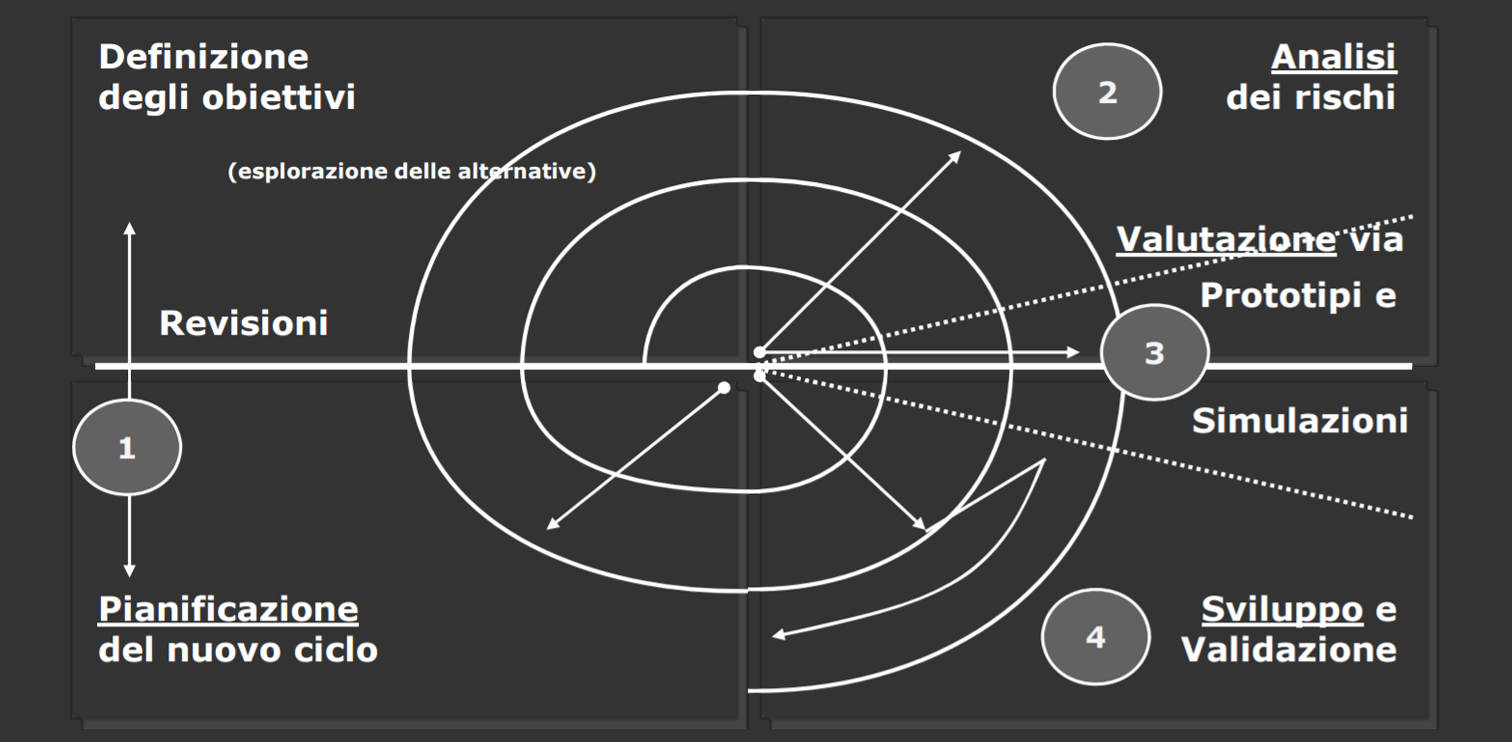 Definizione
degli obiettivi
(esplorazione delle alternative)
Revisioni
1
Pianificazione
del nuovo ciclo
2
Analisi
dei rischi
Valutazione via
Prototipi e
3
Simulazioni
4
Sviluppo e
Validazione